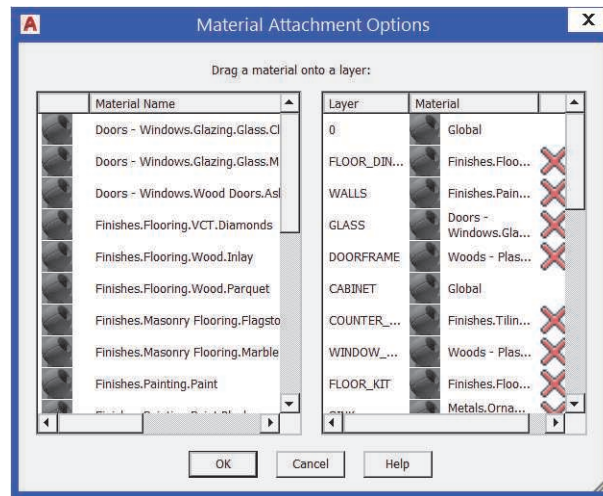 A
Material Attachment Options
X
Drag a material onto a layer:
Material Name
Doors - Windows.Glazing.Glass.Cl
Doors - Windows.Glazing.Glass.M
Doors - Windows.Wood Doors.Asl
Finishes.Flooring.VCT.Diamonds
Finishes.Flooring.Wood.Inlay
Finishes.Flooring.Wood.Parquet
Finishes.Masonry Flooring.Flagsto
Finishes.Masonry Flooring.Marble
Finishes.Painting.Paint
Layer Material
0 Global
FLOOR_DIN... Finishes.Floo...
WALLS Finishes.Pain...
GLASS Doors -
Windows.Gla...
DOORFRAME Woods - Plas...
CABINET Global
COUNTER_... Finishes.Tilin...
WINDOW_... Woods - Plas...
FLOOR_KIT Finishes.Floo...
Metals.Orna...
OK Cancel Help